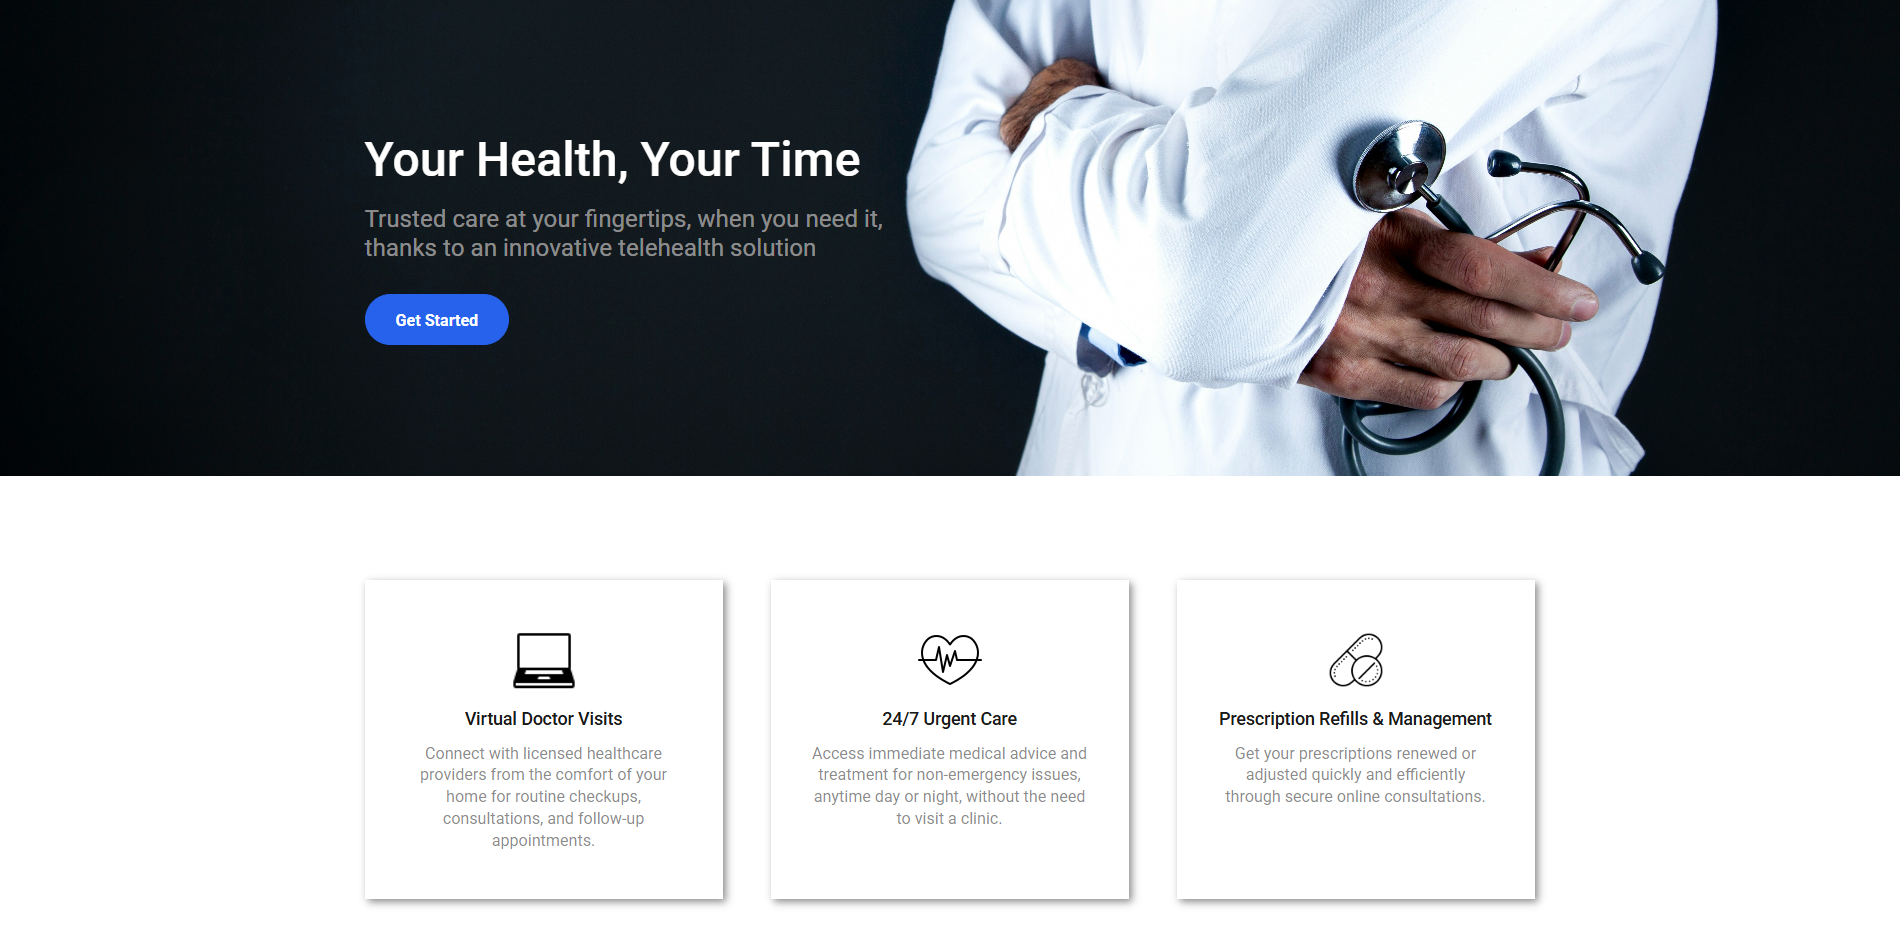 Your Health, Your Time
Trusted care at your fingertips, when you need it,
thanks to an innovative telehealth solution
Get Started
Virtual Doctor Visits
Connect with licensed healthcare
providers from the comfort of your
home for routine checkups,
consultations, and follow-up
appointments.
24/7 Urgent Care
Access immediate medical advice and
treatment for non-emergency issues,
anytime day or night, without the need
to visit a clinic.
Prescription Refills & Management
Get your prescriptions renewed or
adjusted quickly and efficiently
through secure online consultations.